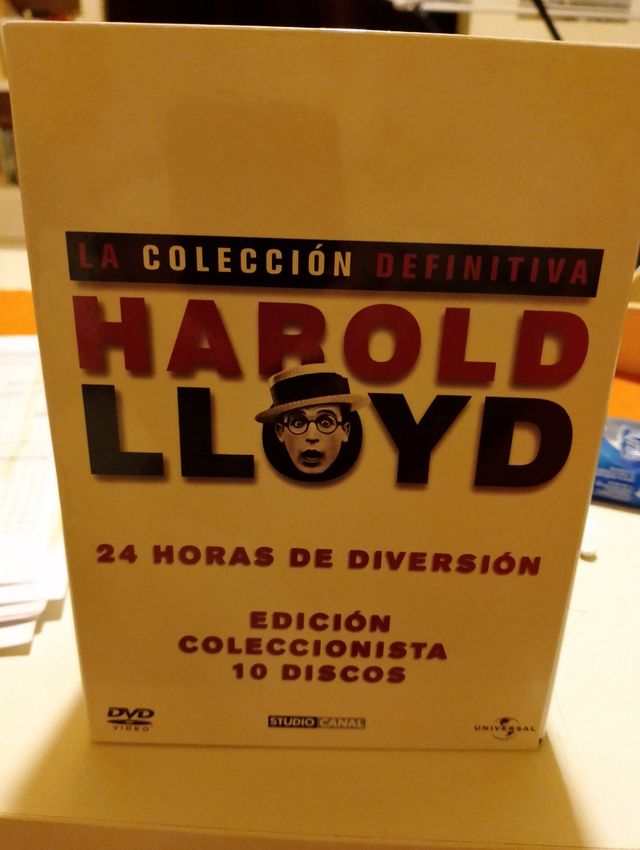 LA COLECCIÓN DEFINITIVA
HAROLD
LLOYD
24 HORAS DE DIVERSIÓN
EDICIÓN
COLECCIONISTA
10 DISCOS
DVD
VIDEO
STUDIO CANAL
UNIVERSAL